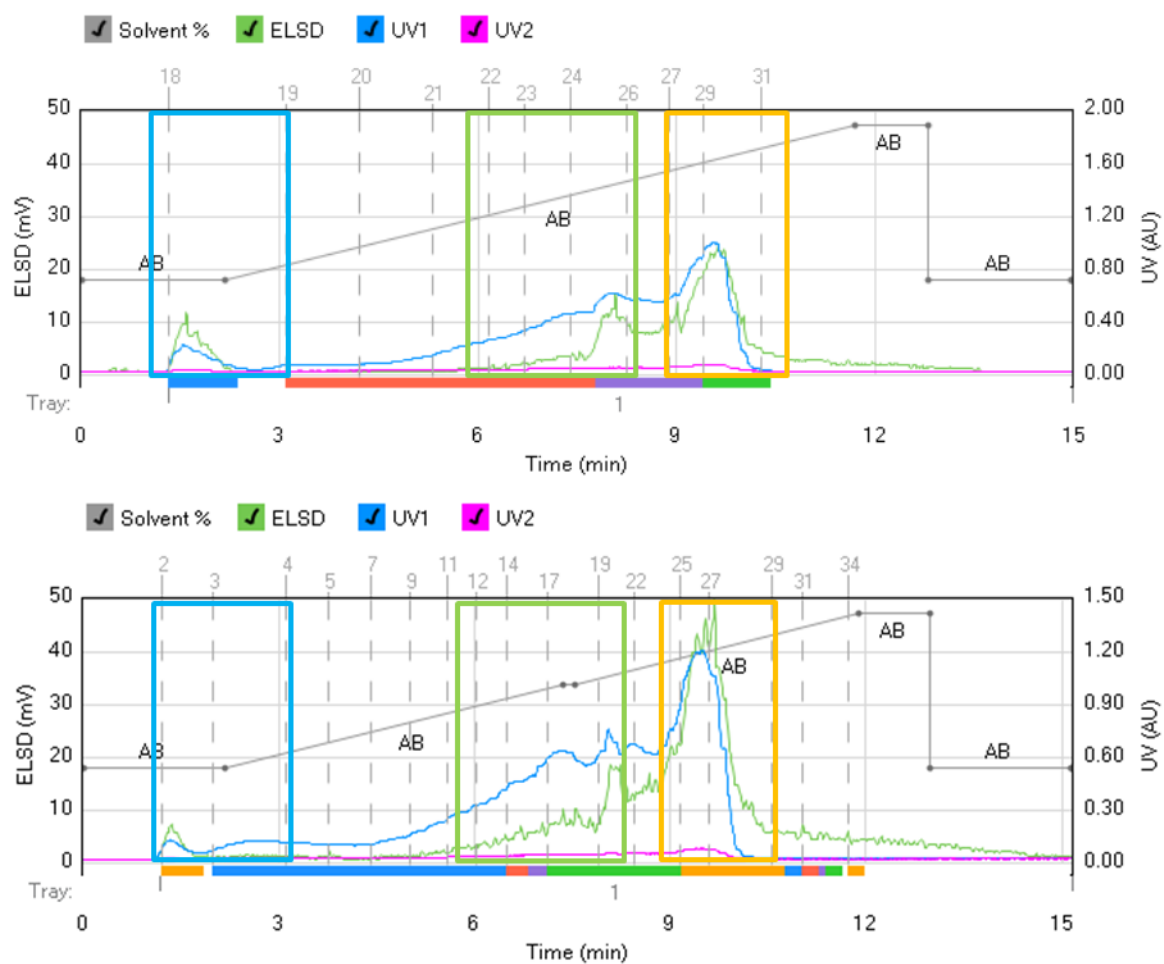 Solvent % ELSD UV1 UV2
18 19 20 21 22 23 24 26 27 29 31
50 2.00
40 1.60
30 1.20
20 0.80
10 0.40
0 0.00
ELSD (mV)
UV (AU)
AB AB AB AB
Tray: 1
0 3 6 9 12 15
Time (min)
Solvent % ELSD UV1 UV2
2 3 4 5 7 9 11 12 14 17 19 22 25 27 29 31 34
50 1.50
40 1.20
30 0.90
20 0.60
10 0.30
0 0.00
ELSD (mV)
UV (AU)
AB AB AB AB AB
Tray: 1
0 3 6 9 12 15
Time (min)